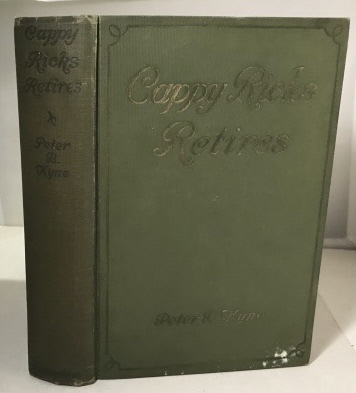 Cappy
Ricks
Retires
Peter
B.
Kyne
Cappy Ricks
Retires
Peter B. Kyne